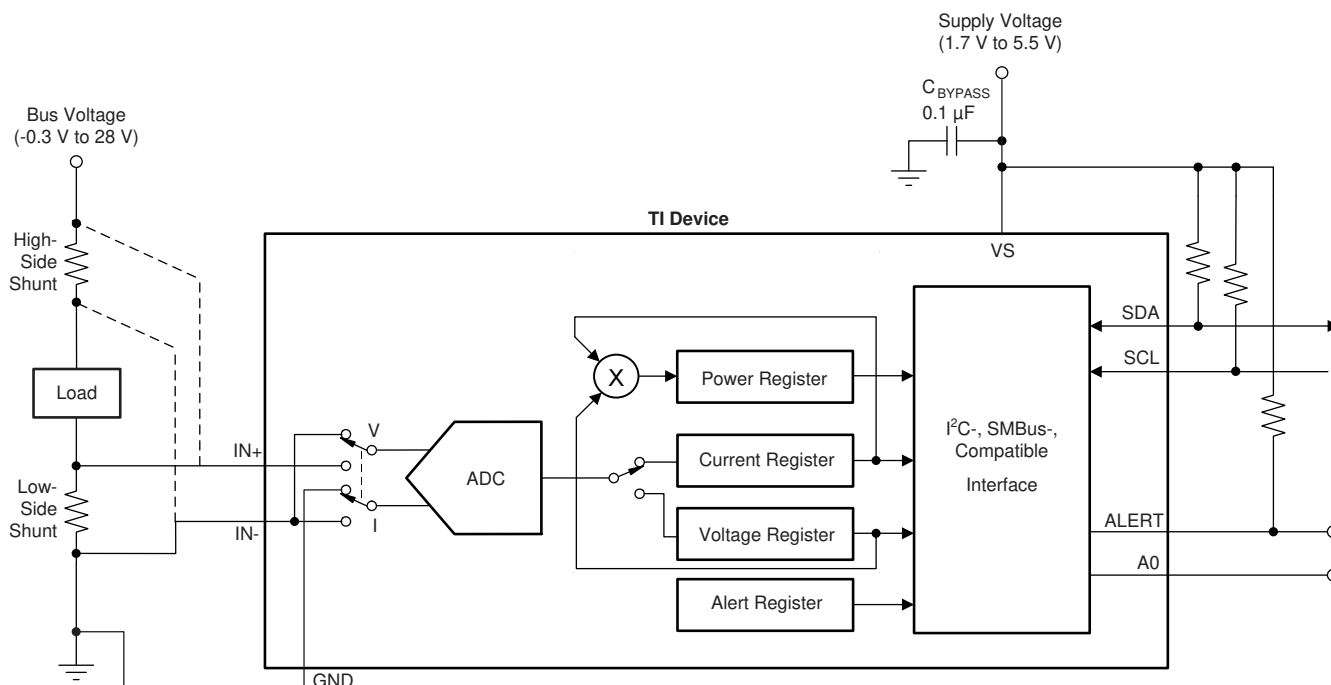 Supply Voltage
(1.7 V to 5.5 V)
C BYPASS
0.1 µF
Bus Voltage
(-0.3 V to 28 V)
High-
Side
Shunt
Load
Low-
Side
Shunt
TI Device
VS
IN+
IN-
V
I
GND
ADC
X
Power Register
Current Register
Voltage Register
Alert Register
I²C-, SMBus-,
Compatible
Interface
SDA
SCL
ALERT
A0